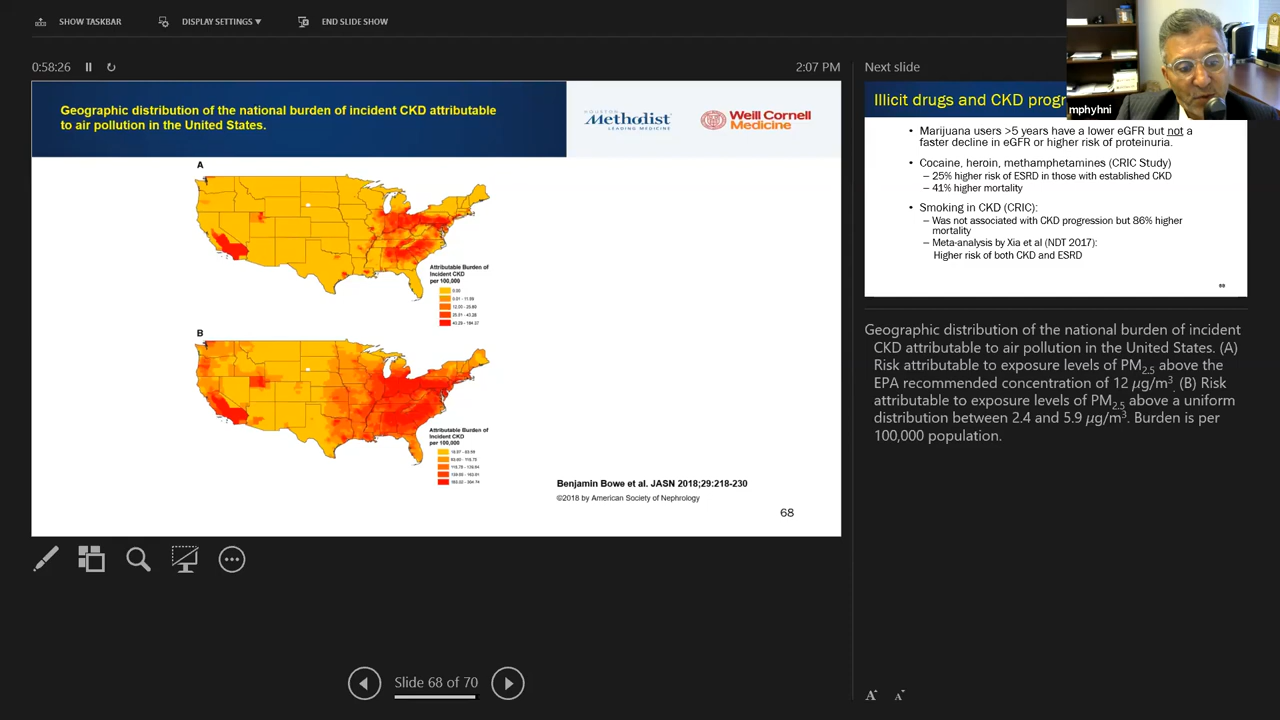 SHOW TASKBAR
DISPLAY SETTINGS
END SLIDE SHOW
0:58:26
2:07 PM
Geographic distribution of the national burden of incident CKD attributable
to air pollution in the United States.
HOUSTON
Methodist
LEADING MEDICINE
Weill Cornell
Medicine
A
Attributable Burden of
Incident CKD
per 100,000
0.00
B
Attributable Burden of
Incident CKD
per 100,000
Benjamin Bowe et al. JASN 2018;29:218-230
©2018 by American Society of Nephrology
68
Slide 68 of 70
Next slide
mphyhni
Illicit drugs and CKD
• Marijuana users >5 years have a lower eGFR but not a
faster decline in eGFR or higher risk of proteinuria.
• Cocaine, heroin, methamphetamines (CRIC Study)
– 25% higher risk of ESRD in those with established CKD
– 41% higher mortality
• Smoking in CKD (CRIC):
– Was not associated with CKD progression but 86% higher
mortality
– Meta-analysis by Xia et al (NDT 2017):
Higher risk of both CKD and ESRD
69
Geographic distribution of the national burden of incident
CKD attributable to air pollution in the United States. (A)
Risk attributable to exposure levels of PM2.5 above the
EPA recommended concentration of 12 µg/m³. (B) Risk
attributable to exposure levels of PM2.5 above a uniform
distribution between 2.4 and 5.9 µg/m³. Burden is per
100,000 population.
A
A